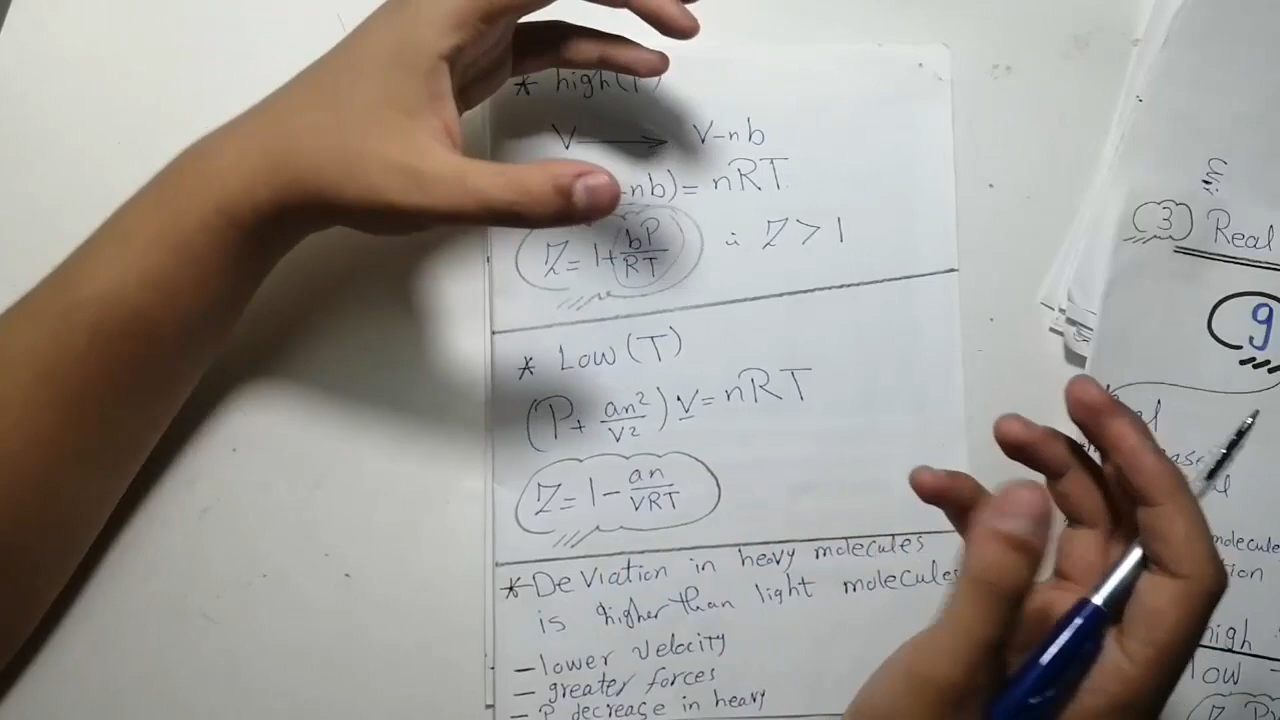 * high(P)
V → V-nb
-nb) = nRT
Z = 1 + bP/RT ∴ Z > 1
* Low (T)
(P + an²/V²) V = nRT
Z = 1 - an/VRT
* Deviation in heavy molecules
is higher than light molecules
- lower velocity
- greater forces
- P decrease in heavy
(3) Real
g
high
low